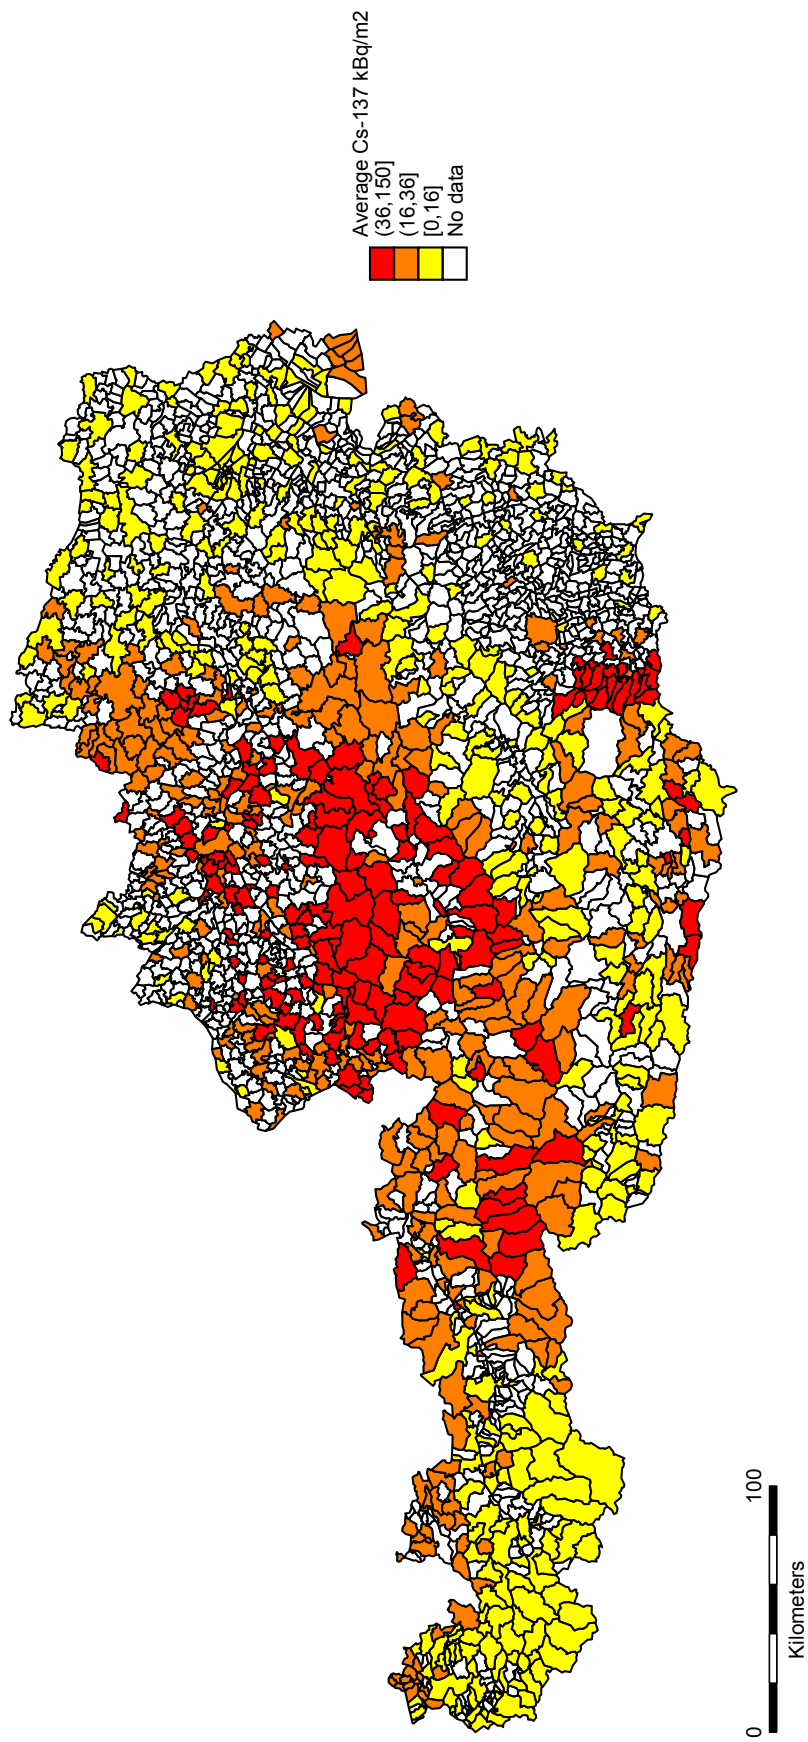 Average Cs-137 kBq/m2
(36,150]
(16,36]
[0,16]
No data
0
100
Kilometers